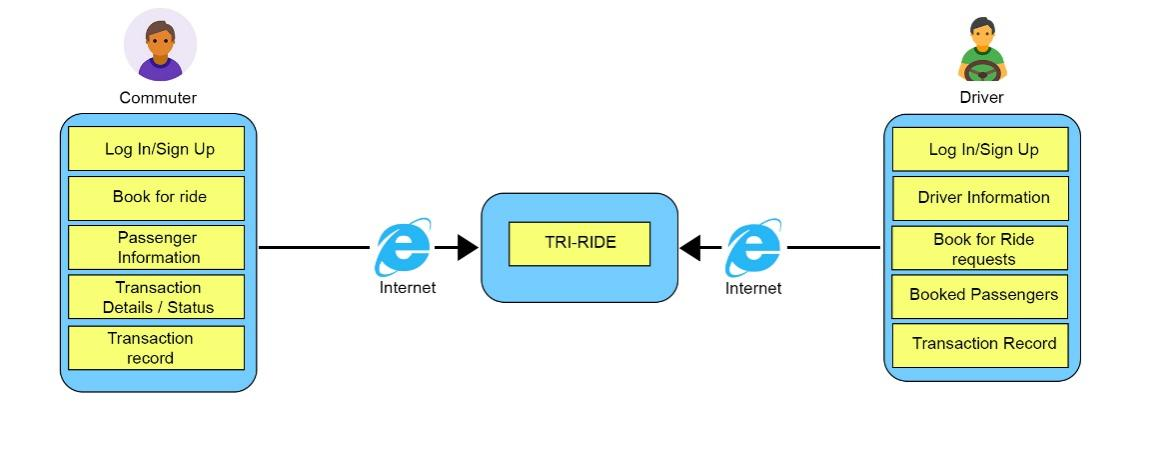 Commuter
Log In/Sign Up
Book for ride
Passenger
Information
Transaction
Details / Status
Transaction
record
Internet
TRI-RIDE
Internet
Driver
Log In/Sign Up
Driver Information
Book for Ride
requests
Booked Passengers
Transaction Record